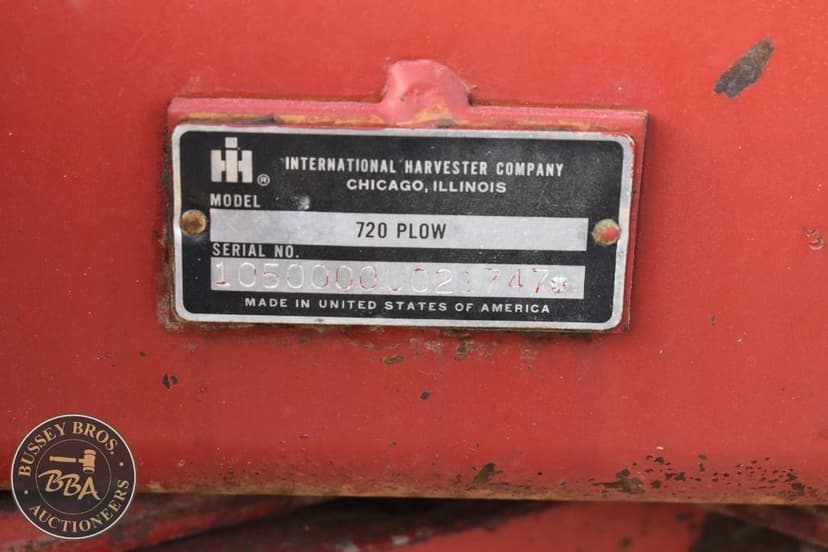 IH ®
INTERNATIONAL HARVESTER COMPANY
CHICAGO, ILLINOIS
MODEL
720 PLOW
SERIAL NO.
MADE IN UNITED STATES OF AMERICA
BUSSEY BROS.
BBA
AUCTIONEERS